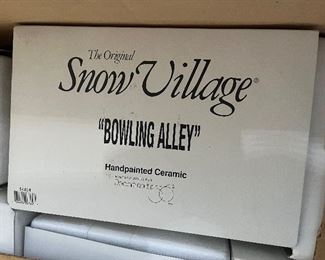 The Original
Snow Village®
"BOWLING ALLEY"
Handpainted Ceramic